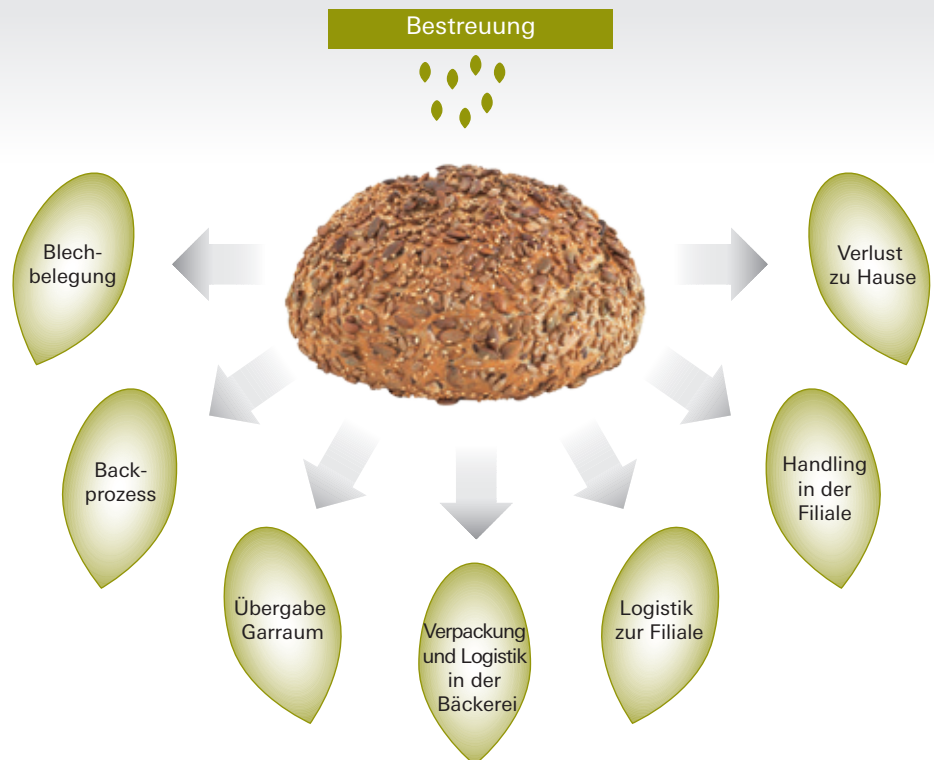 Bestreuung
Blech-
belegung
Back-
prozess
Übergabe
Garraum
Verpackung
und Logistik
in der
Bäckerei
Logistik
zur Filiale
Handling
in der
Filiale
Verlust
zu Hause